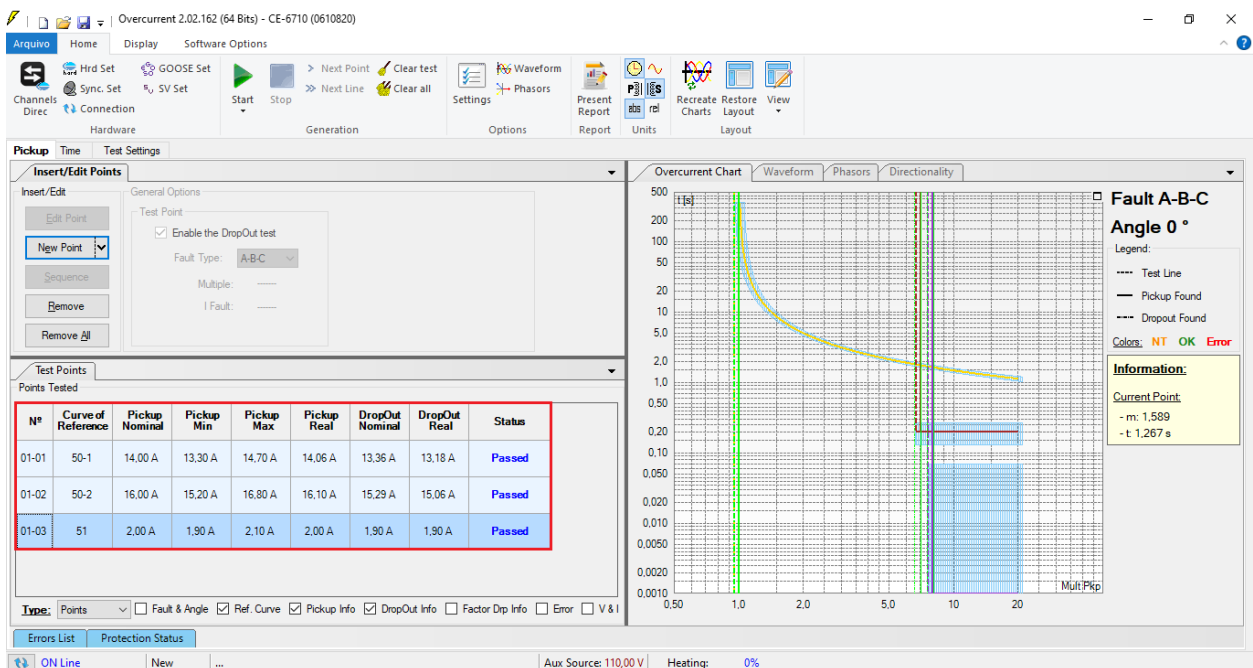 Overcurrent 2.02.162 (64 Bits) - CE-6710 (0610820)
Arquivo Home Display Software Options
Hrd Set GOOSE Set
Sync. Set SV Set
Channels Direc
Connection
Hardware
Start Stop
Next Point Clear test
Next Line Clear all
Generation
Settings
Waveform
Phasors
Options
Present Report
Report
abs rel
Units
Recreate Charts
Restore Layout
View
Layout
Pickup Time Test Settings
Insert/Edit Points
Insert/Edit
Edit Point
New Point
Sequence
Remove
Remove All
General Options
Test Point
Enable the DropOut test
Fault Type: A-B-C
Multiple: -----
I Fault: -----
Test Points
Points Tested
Nº Curve of Reference Pickup Nominal Pickup Min Pickup Max Pickup Real DropOut Nominal DropOut Real Status
01-01 50-1 14,00 A 13,30 A 14,70 A 14,06 A 13,36 A 13,18 A Passed
01-02 50-2 16,00 A 15,20 A 16,80 A 16,10 A 15,29 A 15,06 A Passed
01-03 51 2,00 A 1,90 A 2,10 A 2,00 A 1,90 A 1,90 A Passed
Type: Points Fault & Angle Ref. Curve Pickup Info DropOut Info Factor Drp Info Error V & I
Overcurrent Chart Waveform Phasors Directionality
t [s]
500
200
100
50
20
10
5,0
2,0
1,0
0,50
0,20
0,10
0,050
0,020
0,010
0,0050
0,0020
0,0010
0,50 1,0 2,0 5,0 10 20
Mult Pkp
Fault A-B-C
Angle 0 °
Legend:
Test Line
Pickup Found
Dropout Found
Colors: NT OK Error
Information:
Current Point:
- m: 1,589
- t: 1,267 s
Errors List Protection Status
ON Line New ... Aux Source: 110,00 V Heating: 0%